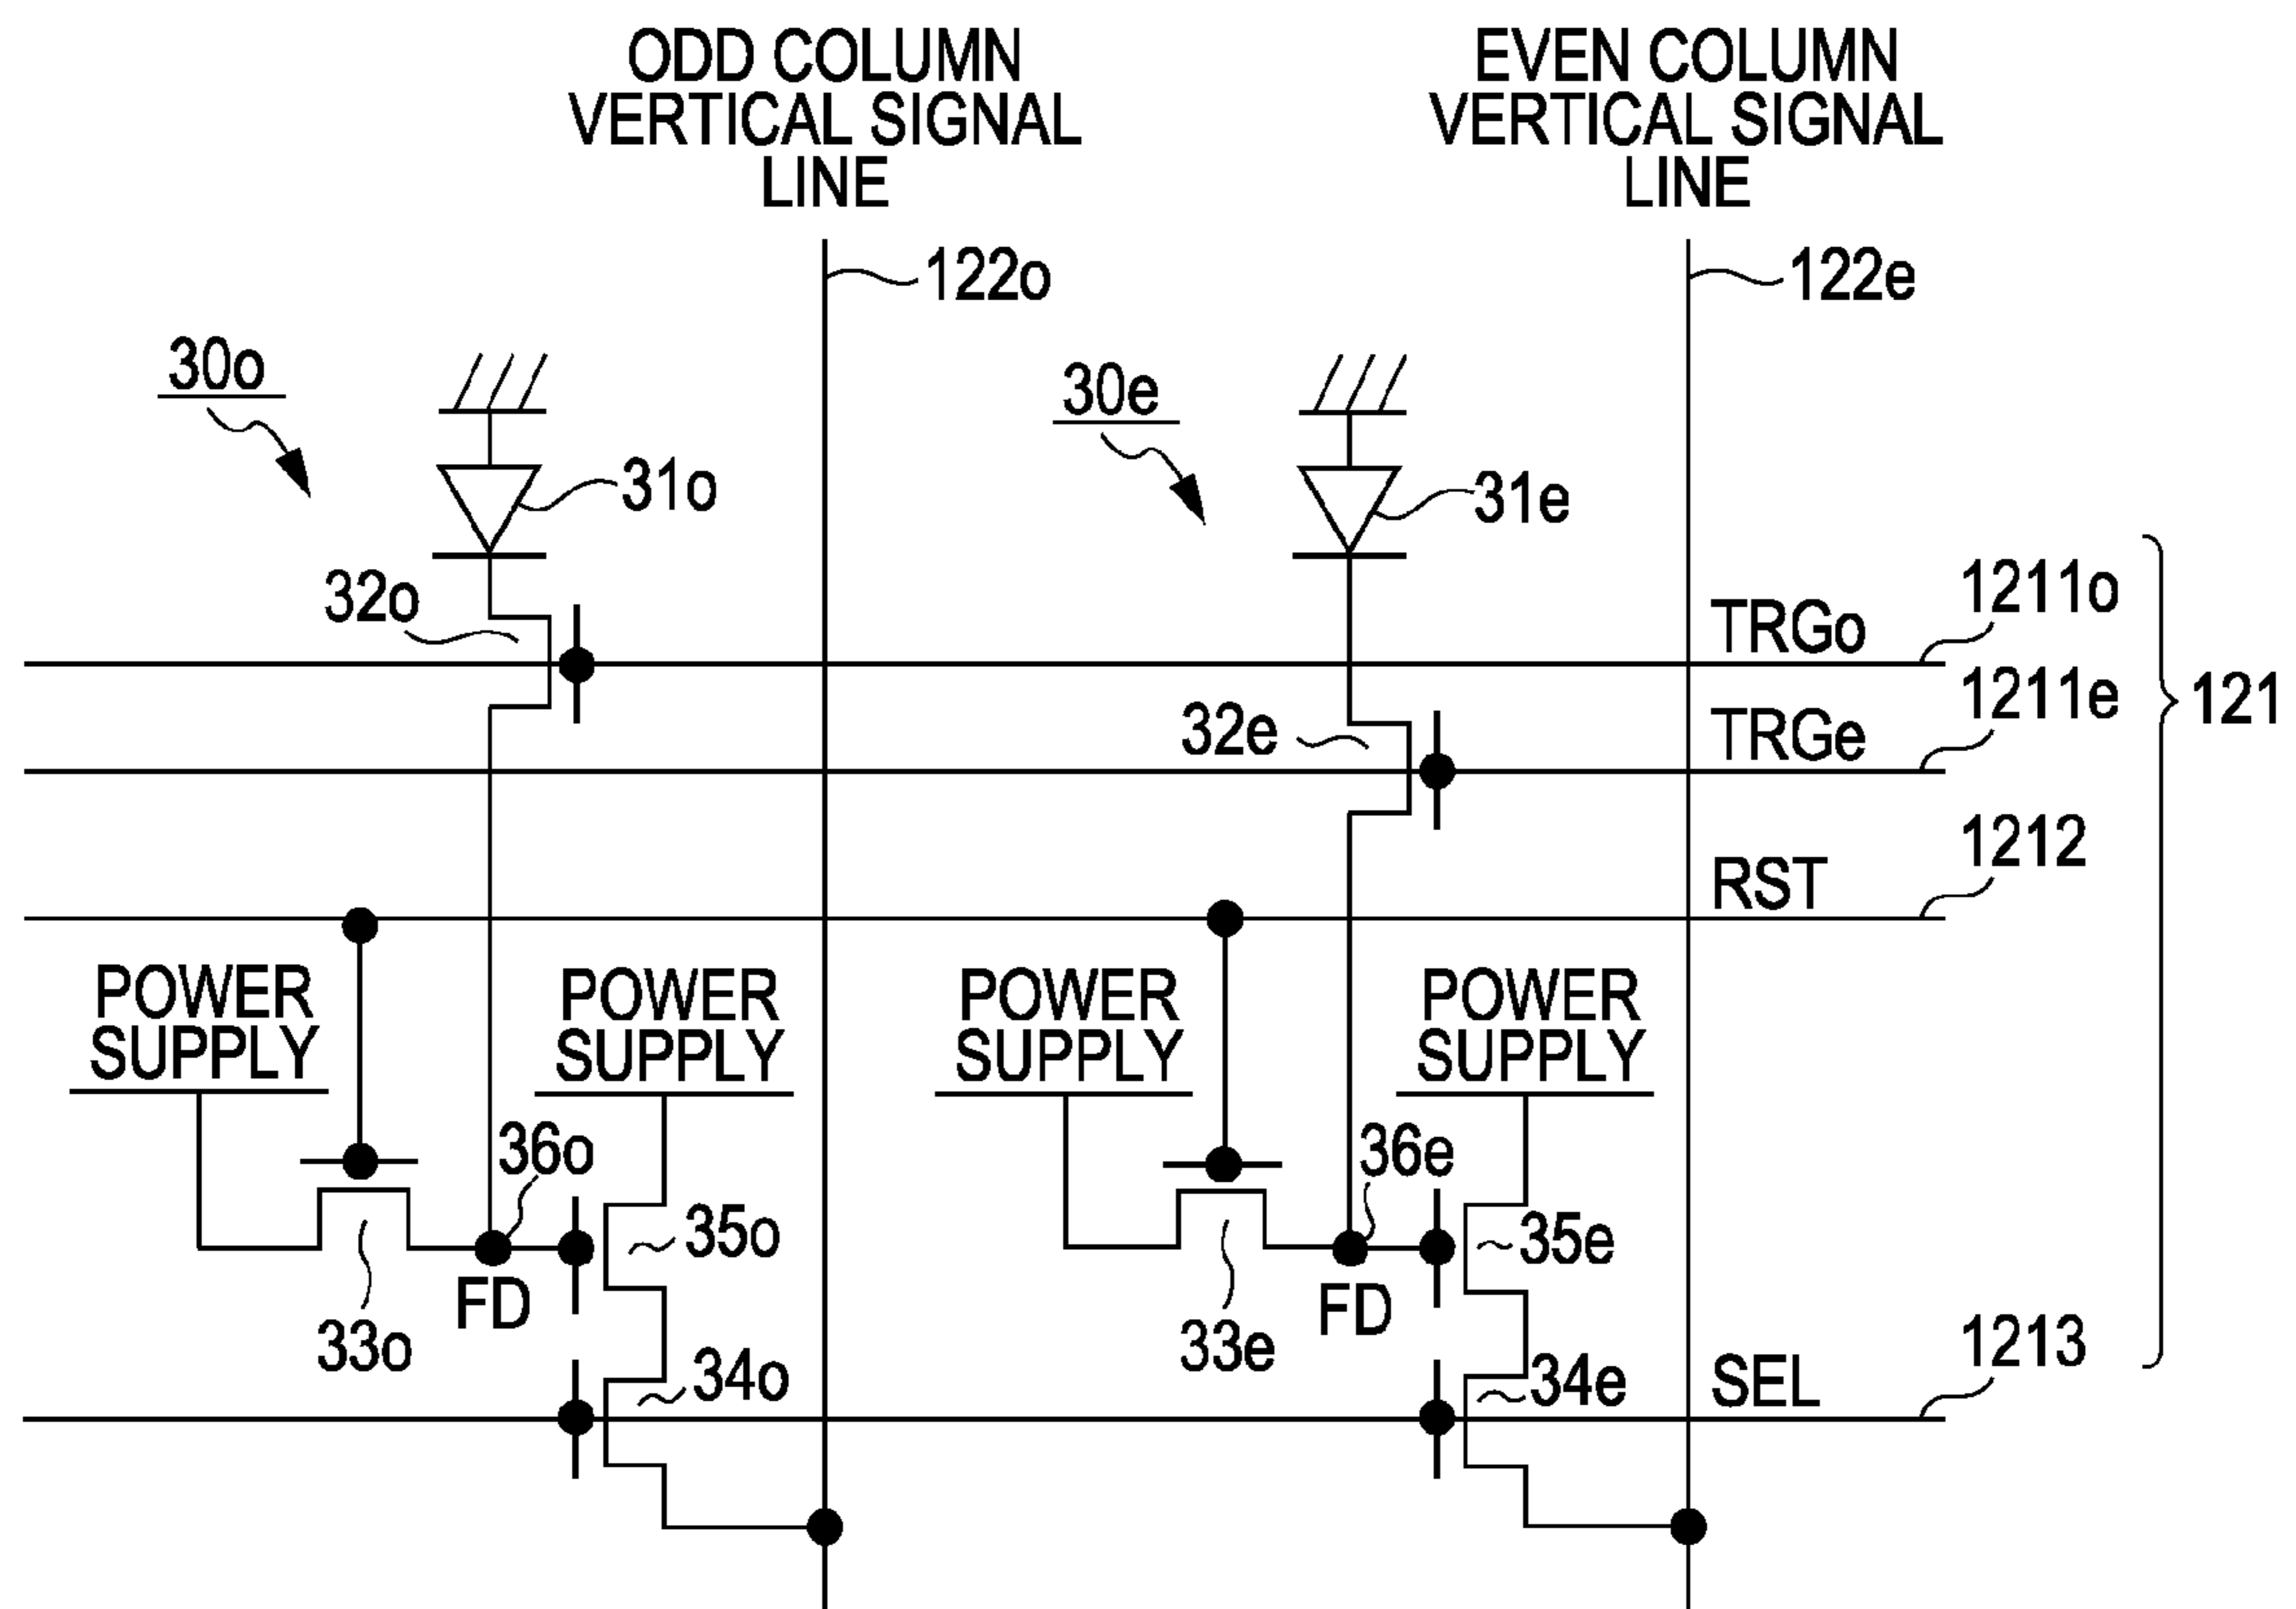 ODD COLUMN
VERTICAL SIGNAL
LINE
EVEN COLUMN
VERTICAL SIGNAL
LINE
122o
122e
30o
30e
31o
31e
32o
TRGo
1211o
32e
TRGe
1211e
121
RST
1212
POWER
SUPPLY
POWER
SUPPLY
POWER
SUPPLY
POWER
SUPPLY
36o
36e
35o
35e
FD
FD
33o
33e
34o
34e
SEL
1213